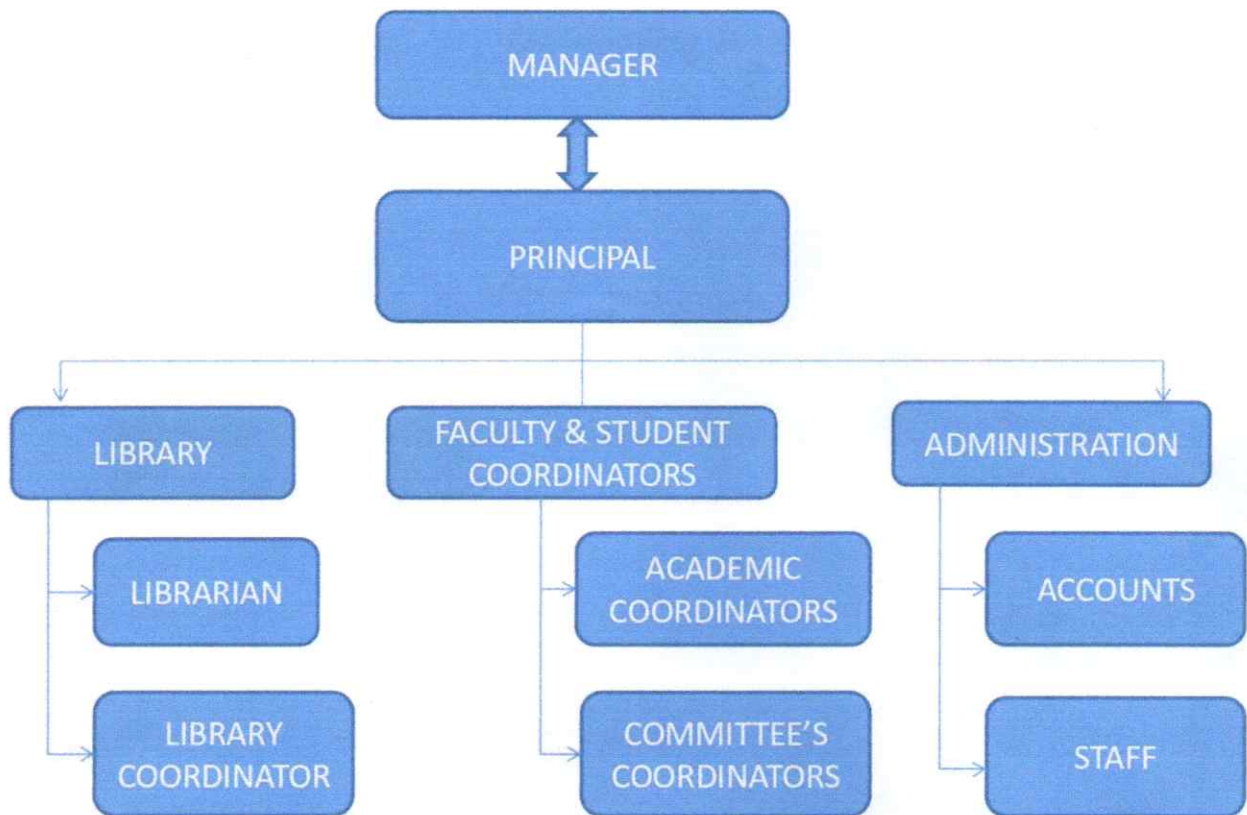 MANAGER
PRINCIPAL
LIBRARY
FACULTY & STUDENT
COORDINATORS
ADMINISTRATION
LIBRARIAN
ACADEMIC
COORDINATORS
ACCOUNTS
LIBRARY
COORDINATOR
COMMITTEE'S
COORDINATORS
STAFF